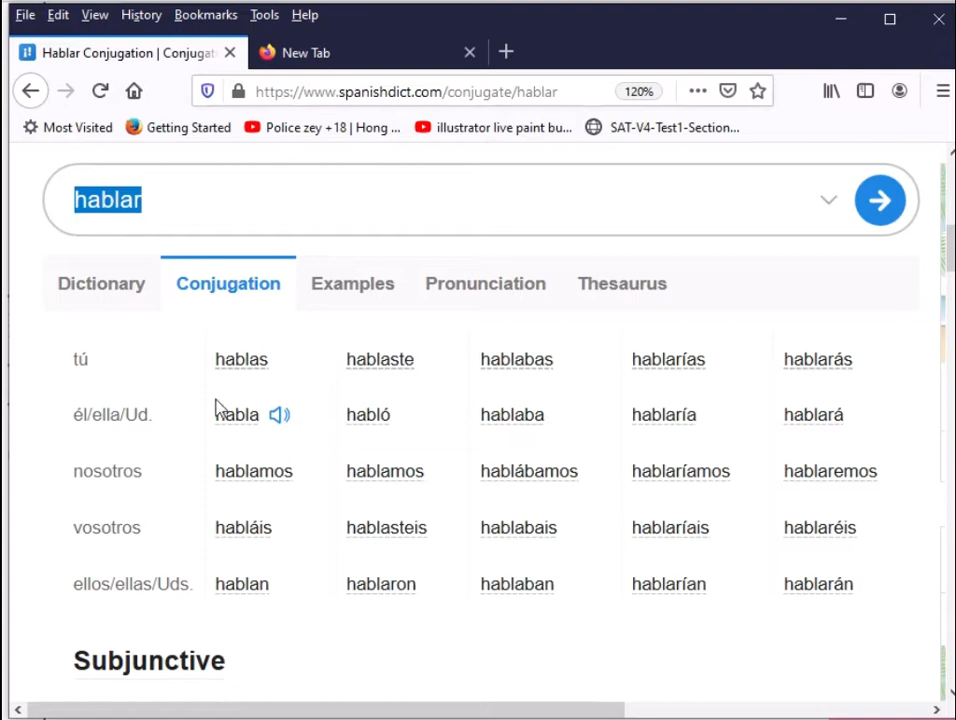 File Edit View History Bookmarks Tools Help
Hablar Conjugation | Conjugat New Tab
https://www.spanishdict.com/conjugate/hablar 120%
Most Visited Getting Started Police zey +18 | Hong ... illustrator live paint bu... SAT-V4-Test1-Section...
hablar
Dictionary Conjugation Examples Pronunciation Thesaurus
tú hablas hablaste hablabas hablarías hablarás
él/ella/Ud. habla habló hablaba hablaría hablará
nosotros hablamos hablamos hablábamos hablaríamos hablaremos
vosotros habláis hablasteis hablabais hablaríais hablaréis
ellos/ellas/Uds. hablan hablaron hablaban hablarían hablarán
Subjunctive